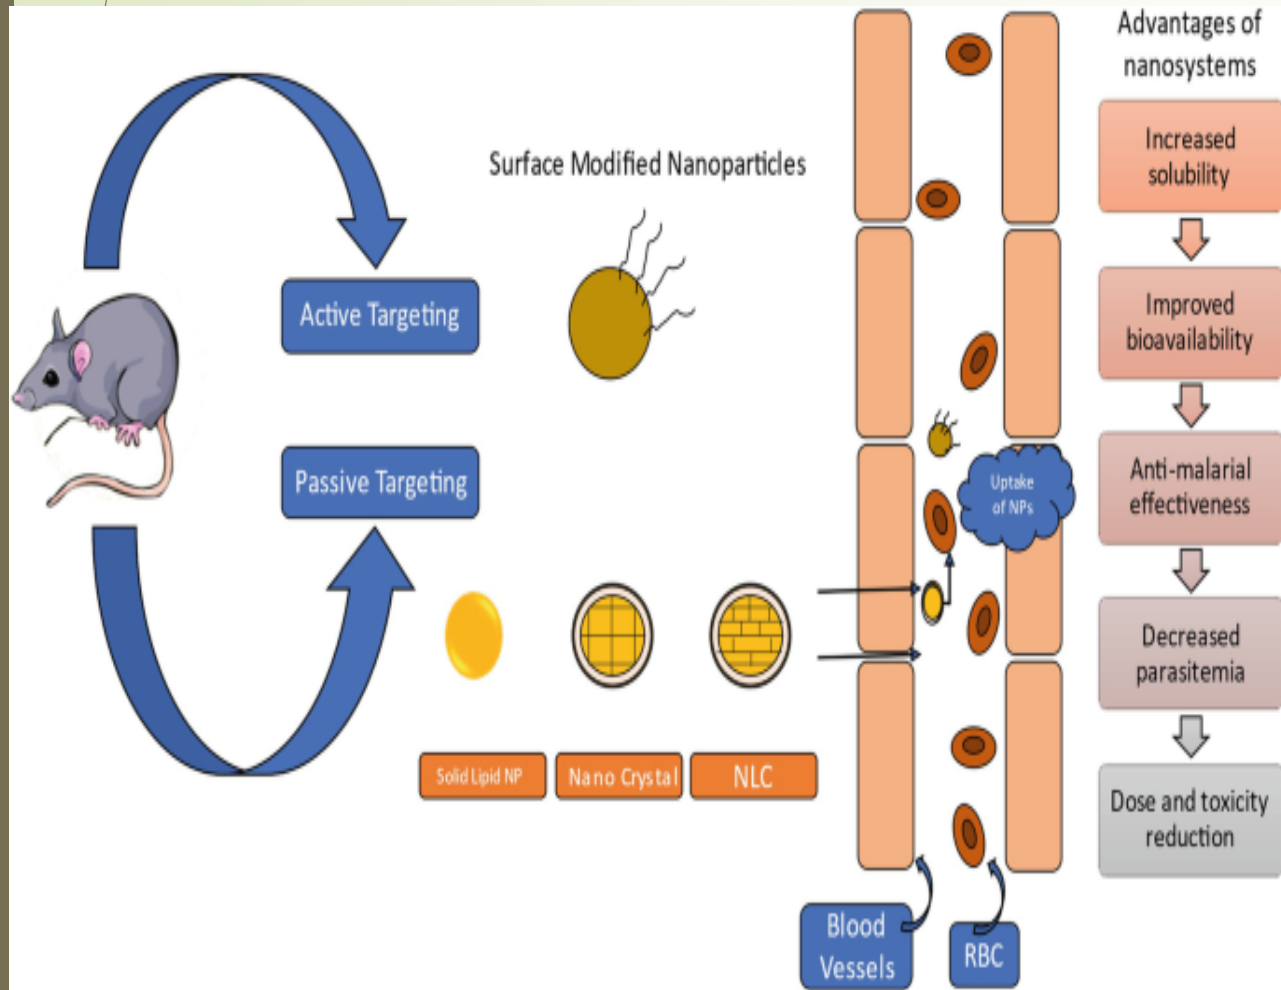 Advantages of
nanosystems
Surface Modified Nanoparticles
Increased
solubility
Active Targeting
Improved
bioavailability
Passive Targeting
Uptake
of NPs
Anti-malarial
effectiveness
Decreased
parasitemia
Solid Lipid NP
Nano Crystal
NLC
Dose and toxicity
reduction
Blood
Vessels
RBC